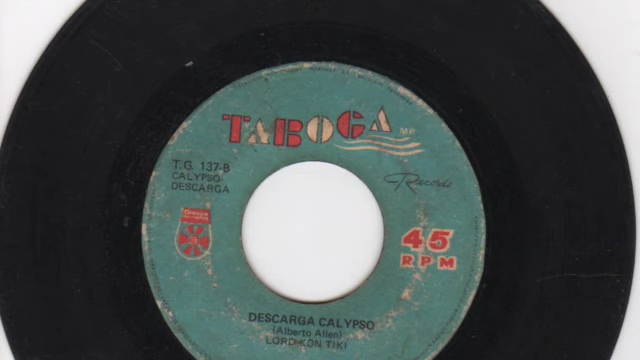 TABOGA MR
Records
T.G. 137-B
CALYPSO
DESCARGA
45
RPM
DESCARGA CALYPSO
(Alberto Allen)
LORD KON TIKI